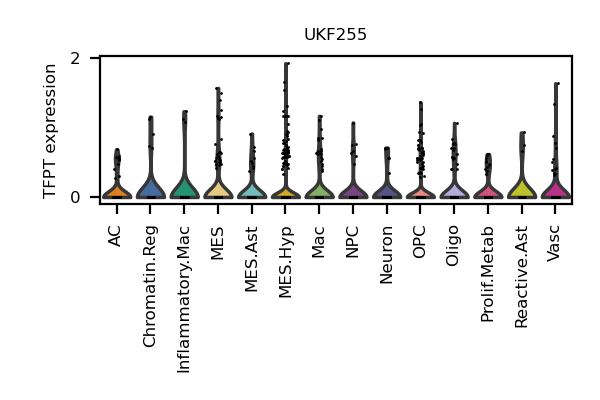 UKF255
TFPT expression
2
0
AC
Chromatin.Reg
Inflammatory.Mac
MES
MES.Ast
MES.Hyp
Mac
NPC
Neuron
OPC
Oligo
Prolif.Metab
Reactive.Ast
Vasc